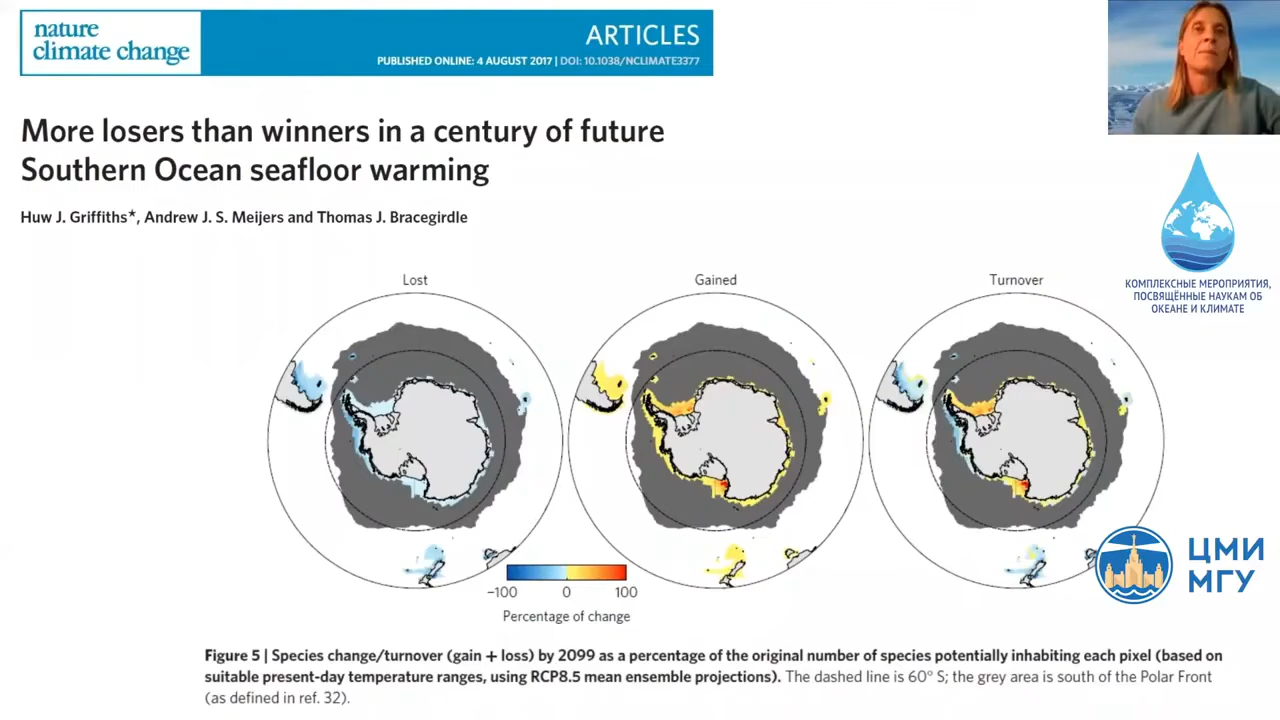 nature
climate change
ARTICLES
PUBLISHED ONLINE: 4 AUGUST 2017 | DOI: 10.1038/NCLIMATE3377
More losers than winners in a century of future
Southern Ocean seafloor warming
Huw J. Griffiths*, Andrew J. S. Meijers and Thomas J. Bracegirdle
КОМПЛЕКСНЫЕ МЕРОПРИЯТИЯ,
ПОСВЯЩЁННЫЕ НАУКАМ ОБ
ОКЕАНЕ И КЛИМАТЕ
Lost
Gained
Turnover
ЦМИ
МГУ
−100
0
100
Percentage of change
Figure 5 | Species change/turnover (gain + loss) by 2099 as a percentage of the original number of species potentially inhabiting each pixel (based on
suitable present-day temperature ranges, using RCP8.5 mean ensemble projections). The dashed line is 60° S; the grey area is south of the Polar Front
(as defined in ref. 32).